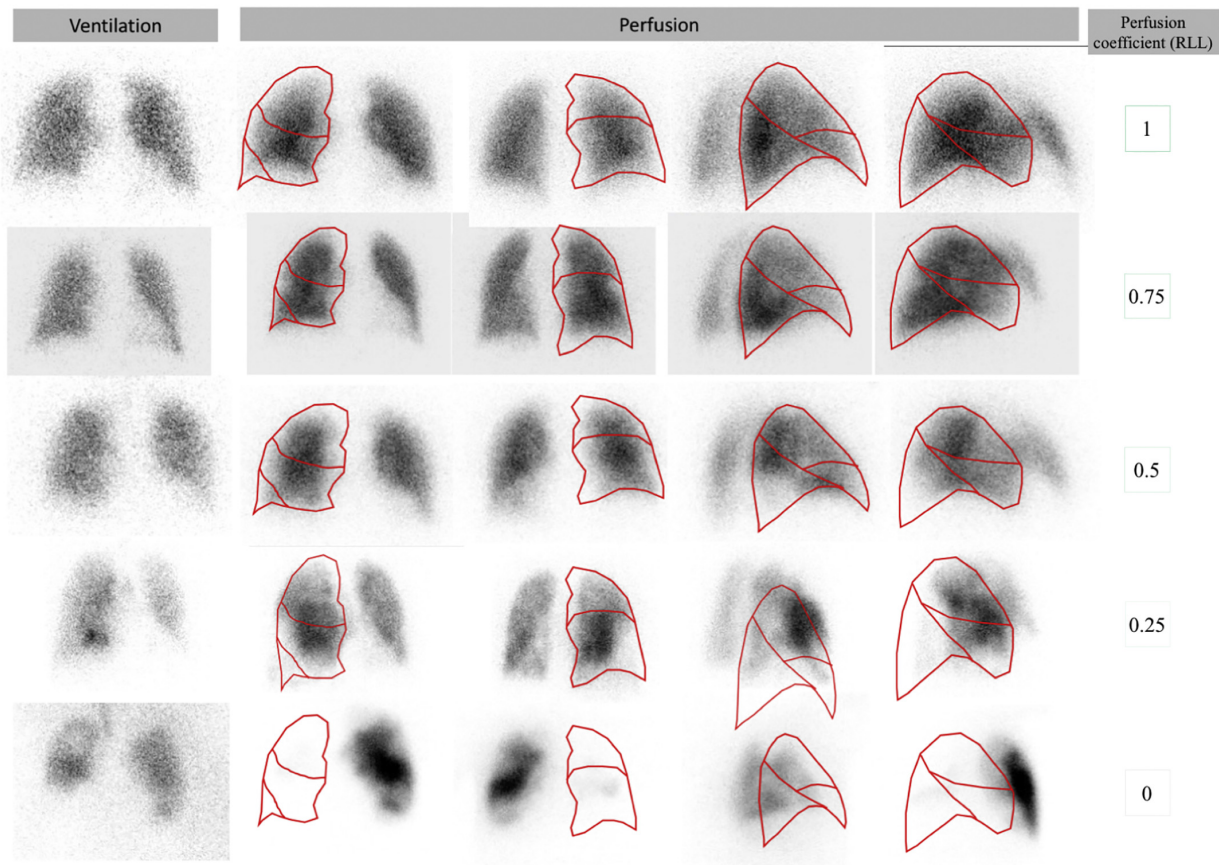 Ventilation
Perfusion
Perfusion
coefficient (RLL)
1
0.75
0.5
0.25
0